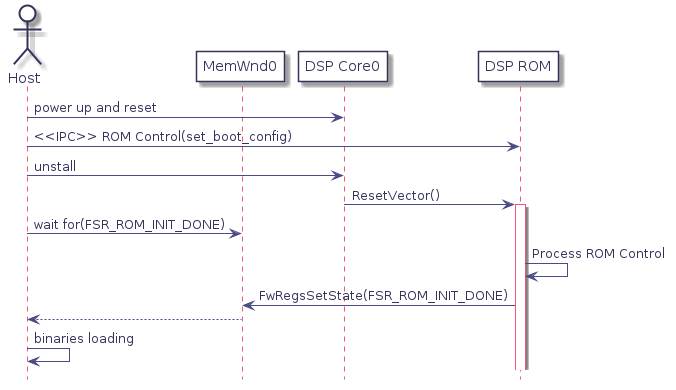 Host
MemWnd0
DSP Core0
DSP ROM
power up and reset
<<IPC>> ROM Control(set_boot_config)
unstall
ResetVector()
wait for(FSR_ROM_INIT_DONE)
Process ROM Control
FwRegsSetState(FSR_ROM_INIT_DONE)
binaries loading